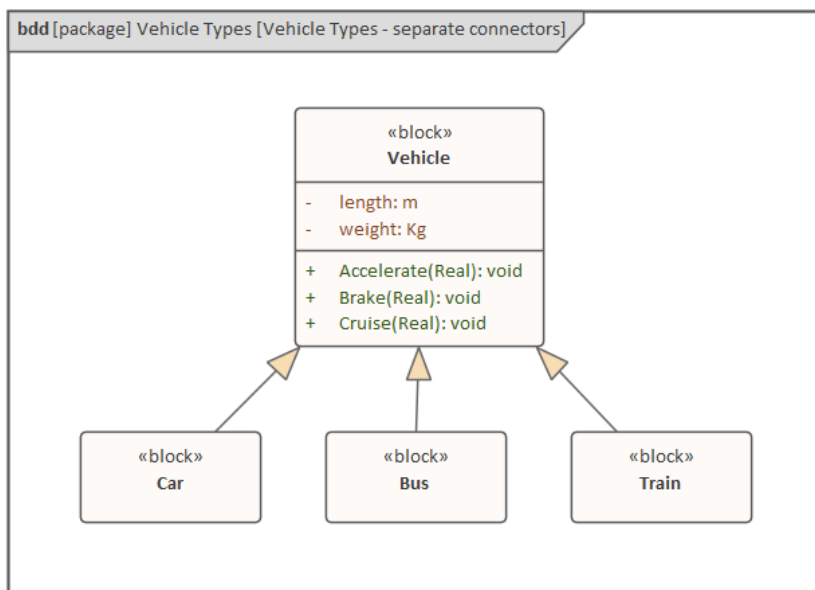 bdd [package] Vehicle Types [Vehicle Types - separate connectors]
«block»
Vehicle
- length: m
- weight: Kg
+ Accelerate(Real): void
+ Brake(Real): void
+ Cruise(Real): void
«block»
Car
«block»
Bus
«block»
Train